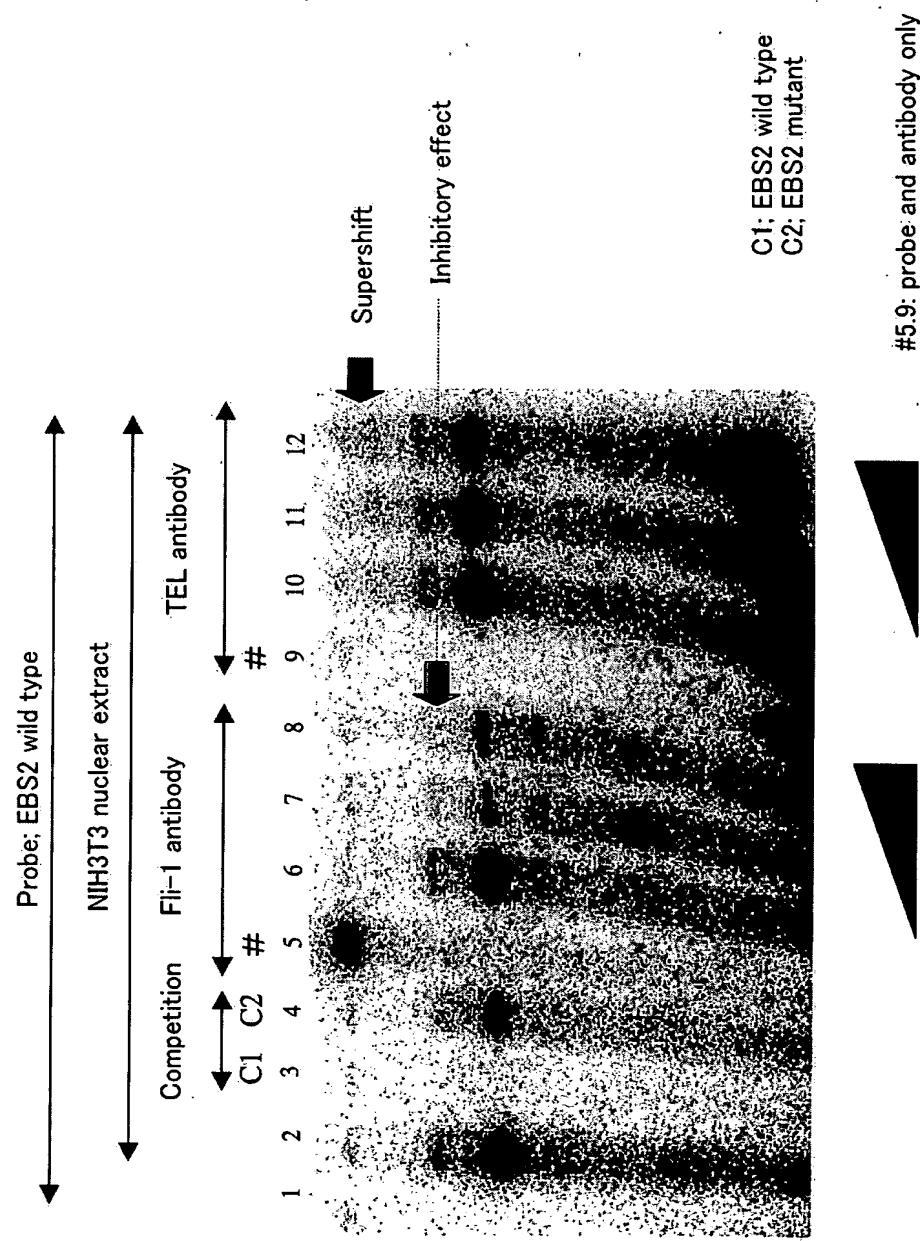 Probe; EBS2 wild type
NIH3T3 nuclear extract
Competition Fli-1 antibody TEL antibody
C1 C2 # #
1 2 3 4 5 6 7 8 9 10 11 12
Supershift
Inhibitory effect
C1; EBS2 wild type
C2; EBS2 mutant
#5.9: probe and antibody only